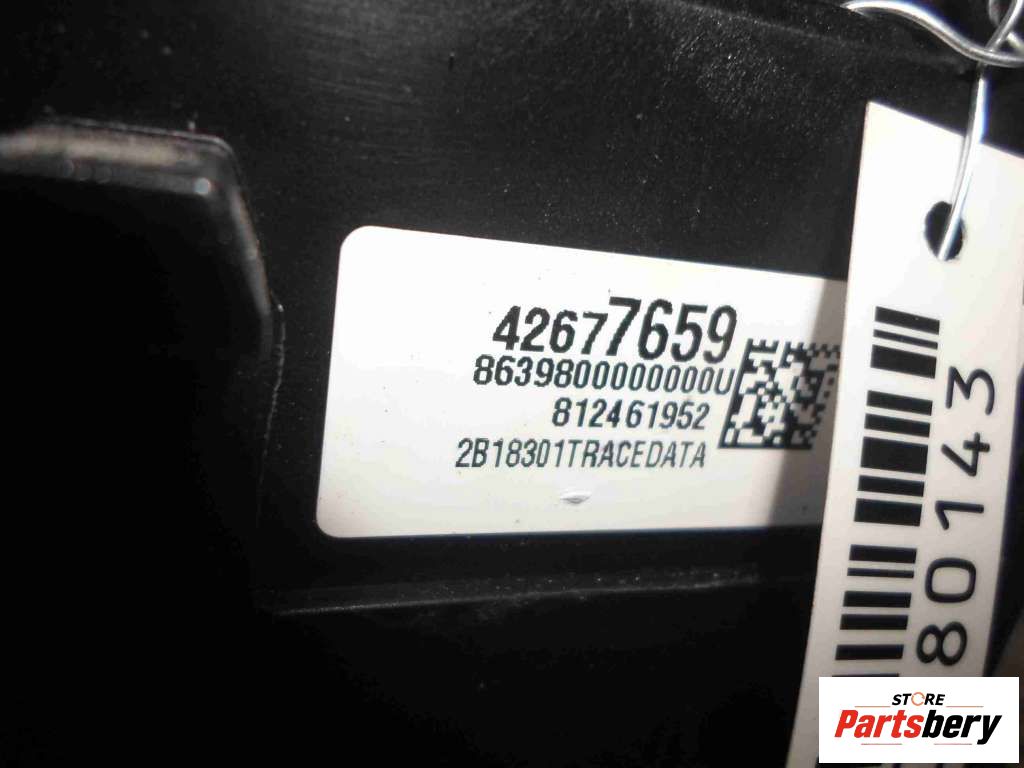 42677659
8639800000000U
812461952
2B18301TRACEDATA
80143
STORE
Partsbery